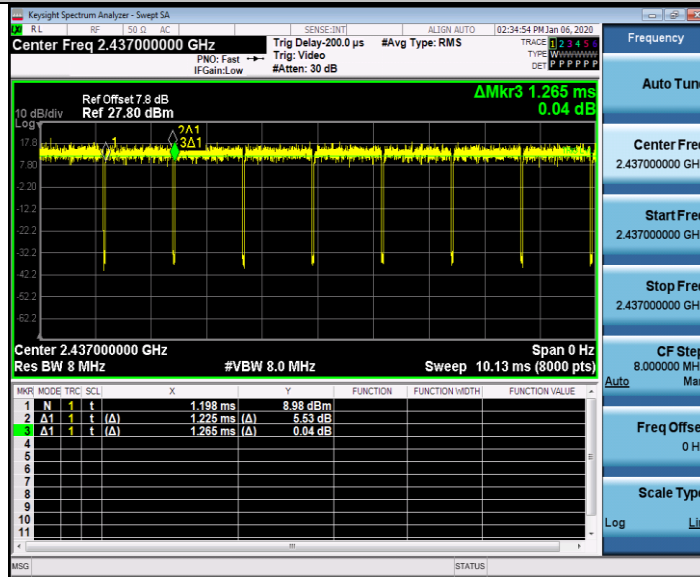 Keysight Spectrum Analyzer - Swept SA
RL RF 50 Ω AC SENSE:INT ALIGN AUTO 02:34:54 PM Jan 06, 2020
Center Freq 2.437000000 GHz
PNO: Fast
IFGain:Low
Trig Delay-200.0 µs
Trig: Video
#Atten: 30 dB
#Avg Type: RMS
TRACE 1 2 3 4 5 6
TYPE WWWWWW
DET P P P P P P
Frequency
Auto Tune
ΔMkr3 1.265 ms
0.04 dB
Ref Offset 7.8 dB
10 dB/div Ref 27.80 dBm
Log
17.8
7.80
-2.20
-12.2
-22.2
-32.2
-42.2
-52.2
-62.2
1
2Δ1
3Δ1
Center Freq
2.437000000 GHz
Start Freq
2.437000000 GHz
Stop Freq
2.437000000 GHz
Center 2.437000000 GHz Span 0 Hz
Res BW 8 MHz #VBW 8.0 MHz Sweep 10.13 ms (8000 pts)
CF Step
8.000000 MHz
Auto Man
MKR MODE TRC SCL X Y FUNCTION FUNCTION WIDTH FUNCTION VALUE
1 N 1 t 1.198 ms 8.98 dBm
2 Δ1 1 t (Δ) 1.225 ms (Δ) 5.53 dB
3 Δ1 1 t (Δ) 1.265 ms (Δ) 0.04 dB
4
5
6
7
8
9
10
11
Freq Offset
0 Hz
Scale Type
Log Lin
MSG STATUS